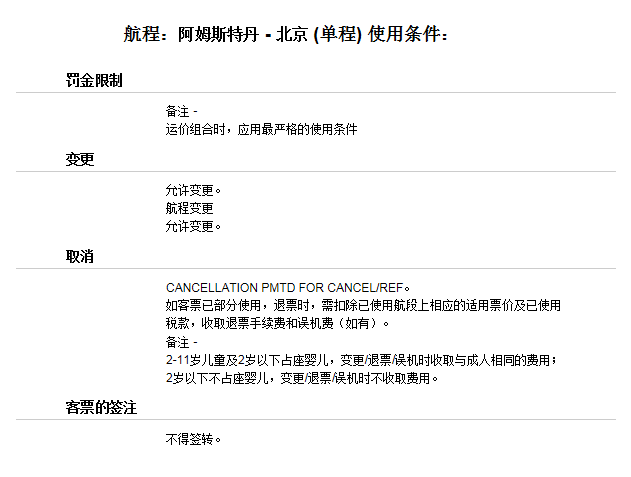 航程：阿姆斯特丹 - 北京 (单程) 使用条件：
罚金限制
备注 -
运价组合时，应用最严格的使用条件
变更
允许变更。
航程变更
允许变更。
取消
CANCELLATION PMTD FOR CANCEL/REF。
如客票已部分使用，退票时，需扣除已使用航段上相应的适用票价及已使用
税款，收取退票手续费和误机费（如有）。
备注 -
2-11岁儿童及2岁以下占座婴儿，变更/退票/误机时收取与成人相同的费用；
2岁以下不占座婴儿，变更/退票/误机时不收取费用。
客票的签注
不得签转。